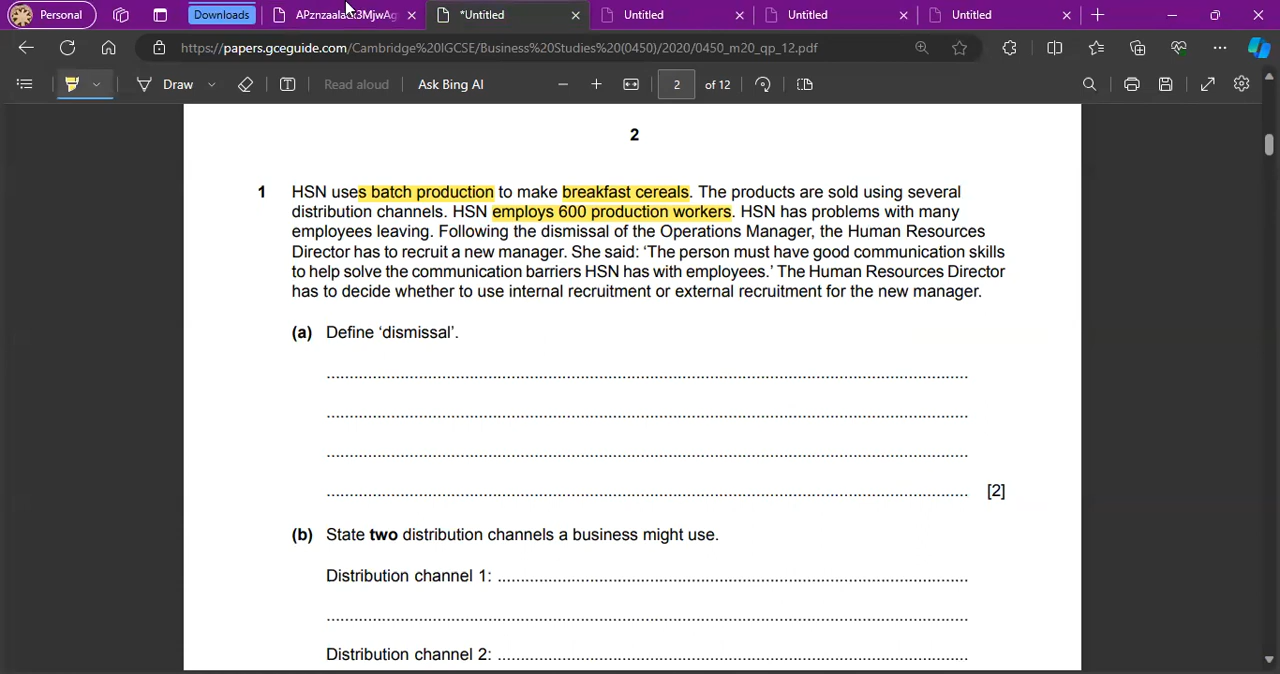 Personal
Downloads
*Untitled
Untitled
Untitled
Untitled
https://papers.gceguide.com/Cambridge%20IGCSE/Business%20Studies%20(0450)/2020/0450_m20_qp_12.pdf
Draw
Read aloud
Ask Bing AI
2
of 12
2
1 HSN uses batch production to make breakfast cereals. The products are sold using several
distribution channels. HSN employs 600 production workers. HSN has problems with many
employees leaving. Following the dismissal of the Operations Manager, the Human Resources
Director has to recruit a new manager. She said: ‘The person must have good communication skills
to help solve the communication barriers HSN has with employees.’ The Human Resources Director
has to decide whether to use internal recruitment or external recruitment for the new manager.
(a) Define ‘dismissal’.
[2]
(b) State two distribution channels a business might use.
Distribution channel 1:
Distribution channel 2: